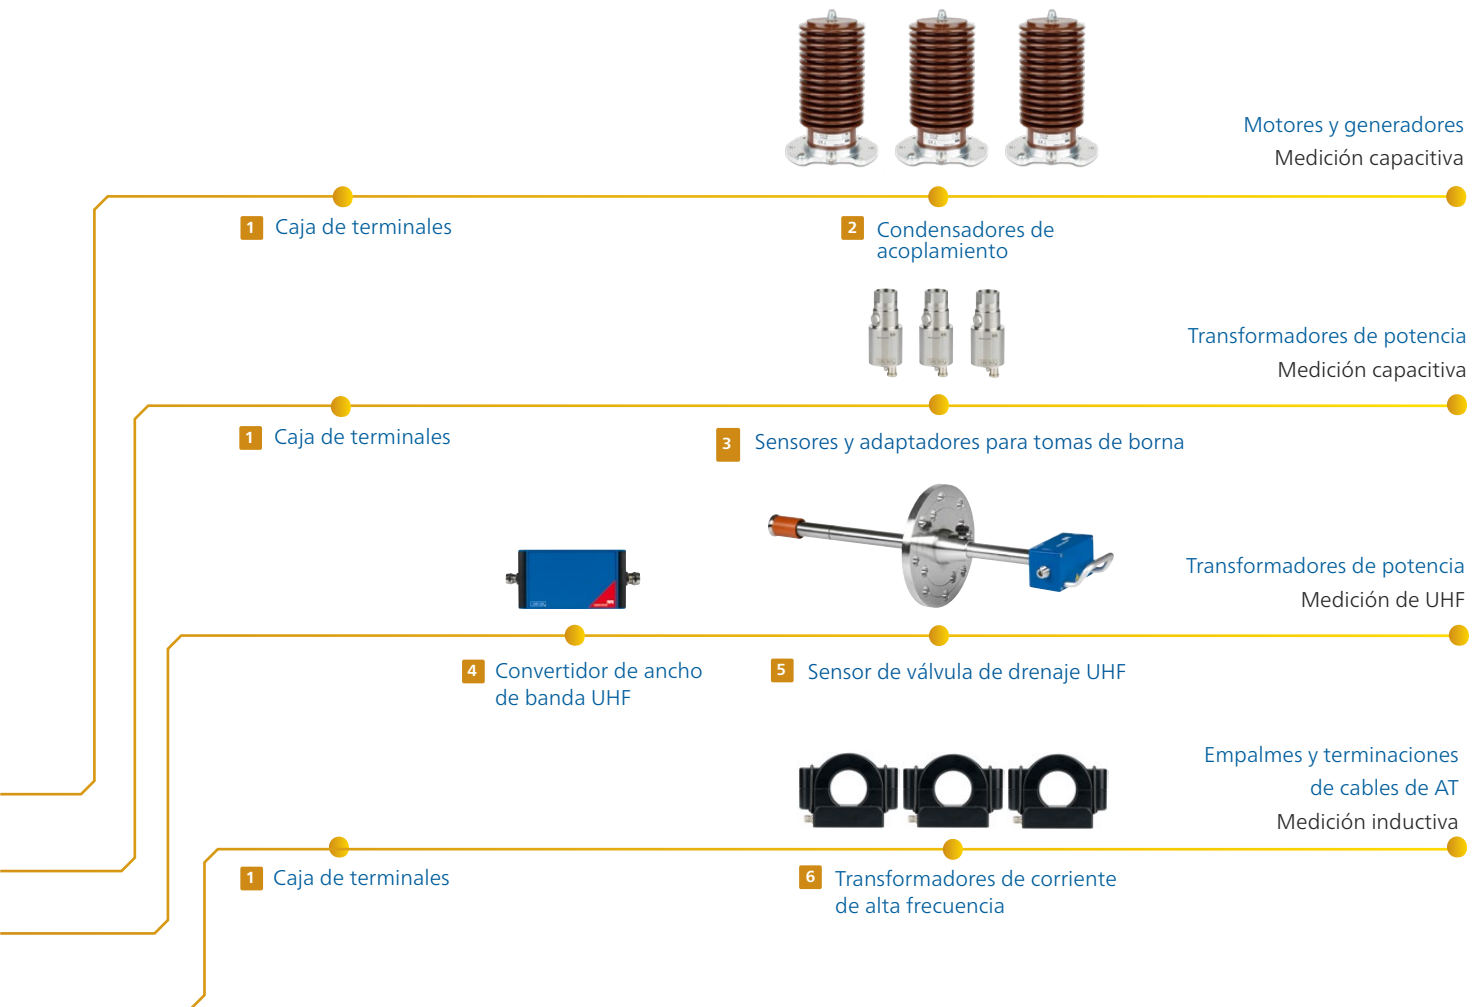 Motores y generadores
Medición capacitiva
1 Caja de terminales
2 Condensadores de
acoplamiento
Transformadores de potencia
Medición capacitiva
1 Caja de terminales
3 Sensores y adaptadores para tomas de borna
Transformadores de potencia
Medición de UHF
4 Convertidor de ancho
de banda UHF
5 Sensor de válvula de drenaje UHF
Empalmes y terminaciones
de cables de AT
Medición inductiva
1 Caja de terminales
6 Transformadores de corriente
de alta frecuencia